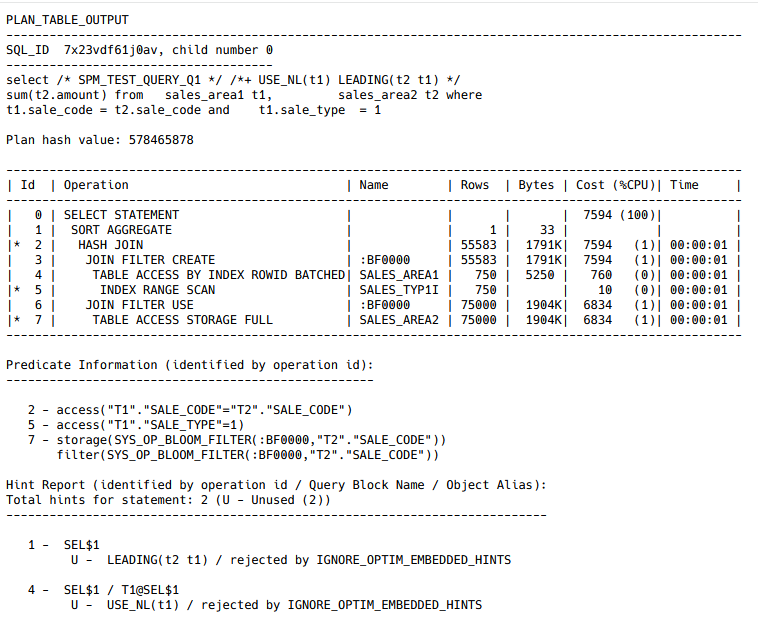 PLAN_TABLE_OUTPUT
------------------------------------------------------------------------------------------------------
SQL_ID  7x23vdf61j0av, child number 0
-------------------------------------
select /* SPM_TEST_QUERY_Q1 */ /*+ USE_NL(t1) LEADING(t2 t1) */
sum(t2.amount) from   sales_area1 t1,         sales_area2 t2 where
t1.sale_code = t2.sale_code and    t1.sale_type  = 1
Plan hash value: 578465878
------------------------------------------------------------------------------------------------------
| Id  | Operation                              | Name        | Rows  | Bytes | Cost (%CPU)| Time     |
------------------------------------------------------------------------------------------------------
|   0 | SELECT STATEMENT                       |             |       |       |  7594 (100)|          |
|   1 |  SORT AGGREGATE                        |             |     1 |    33 |            |          |
|*  2 |   HASH JOIN                            |             | 55583 |  1791K|  7594   (1)| 00:00:01 |
|   3 |    JOIN FILTER CREATE                  | :BF0000     | 55583 |  1791K|  7594   (1)| 00:00:01 |
|   4 |     TABLE ACCESS BY INDEX ROWID BATCHED| SALES_AREA1 |   750 |  5250 |   760   (0)| 00:00:01 |
|*  5 |      INDEX RANGE SCAN                  | SALES_TYP1I |   750 |       |    10   (0)| 00:00:01 |
|   6 |    JOIN FILTER USE                     | :BF0000     | 75000 |  1904K|  6834   (1)| 00:00:01 |
|*  7 |     TABLE ACCESS STORAGE FULL          | SALES_AREA2 | 75000 |  1904K|  6834   (1)| 00:00:01 |
------------------------------------------------------------------------------------------------------
Predicate Information (identified by operation id):
---------------------------------------------------
2 - access("T1"."SALE_CODE"="T2"."SALE_CODE")
5 - access("T1"."SALE_TYPE"=1)
7 - storage(SYS_OP_BLOOM_FILTER(:BF0000,"T2"."SALE_CODE"))
filter(SYS_OP_BLOOM_FILTER(:BF0000,"T2"."SALE_CODE"))
Hint Report (identified by operation id / Query Block Name / Object Alias):
Total hints for statement: 2 (U - Unused (2))
---------------------------------------------------------------------------
1 -  SEL$1
U -  LEADING(t2 t1) / rejected by IGNORE_OPTIM_EMBEDDED_HINTS
4 -  SEL$1 / T1@SEL$1
U -  USE_NL(t1) / rejected by IGNORE_OPTIM_EMBEDDED_HINTS